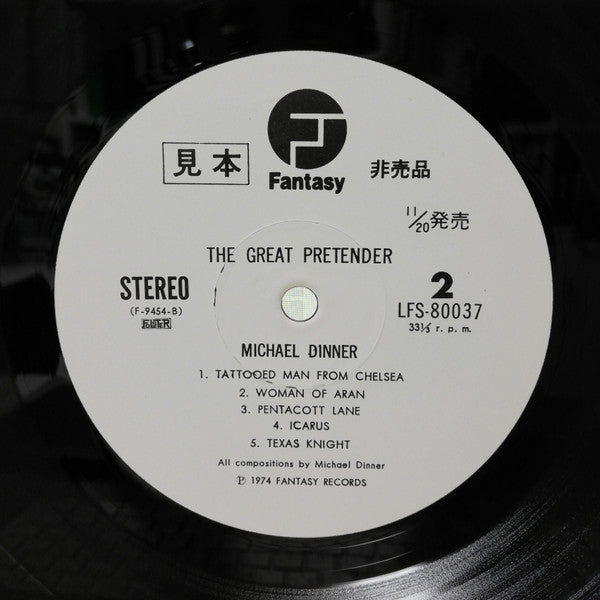 Fantasy
見本
非売品
11/20発売
THE GREAT PRETENDER
STEREO
2
(F-9454-B)
LFS-80037
33⅓ r. p. m.
MICHAEL DINNER
1. TATTOOED MAN FROM CHELSEA
2. WOMAN OF ARAN
3. PENTACOTT LANE
4. ICARUS
5. TEXAS KNIGHT
All compositions by Michael Dinner
Ⓟ 1974 FANTASY RECORDS